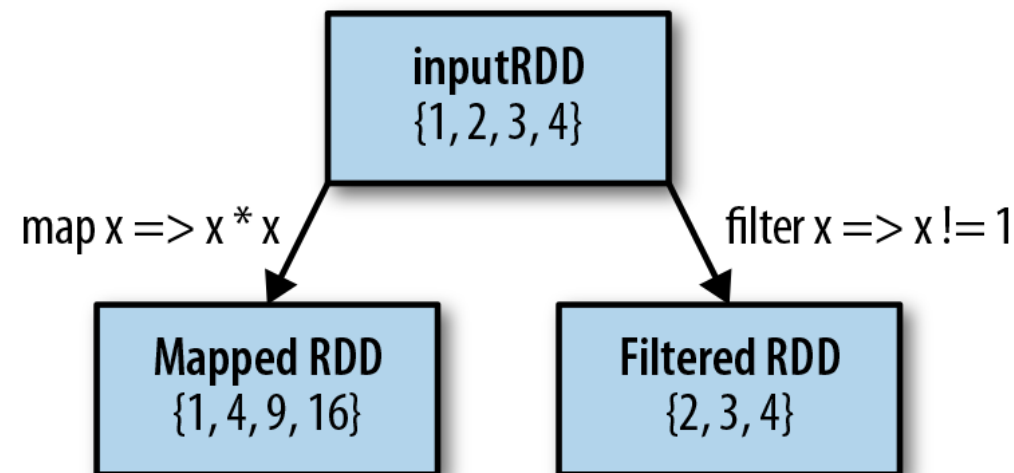 inputRDD
{1, 2, 3, 4}
map x => x * x
filter x => x != 1
Mapped RDD
{1, 4, 9, 16}
Filtered RDD
{2, 3, 4}